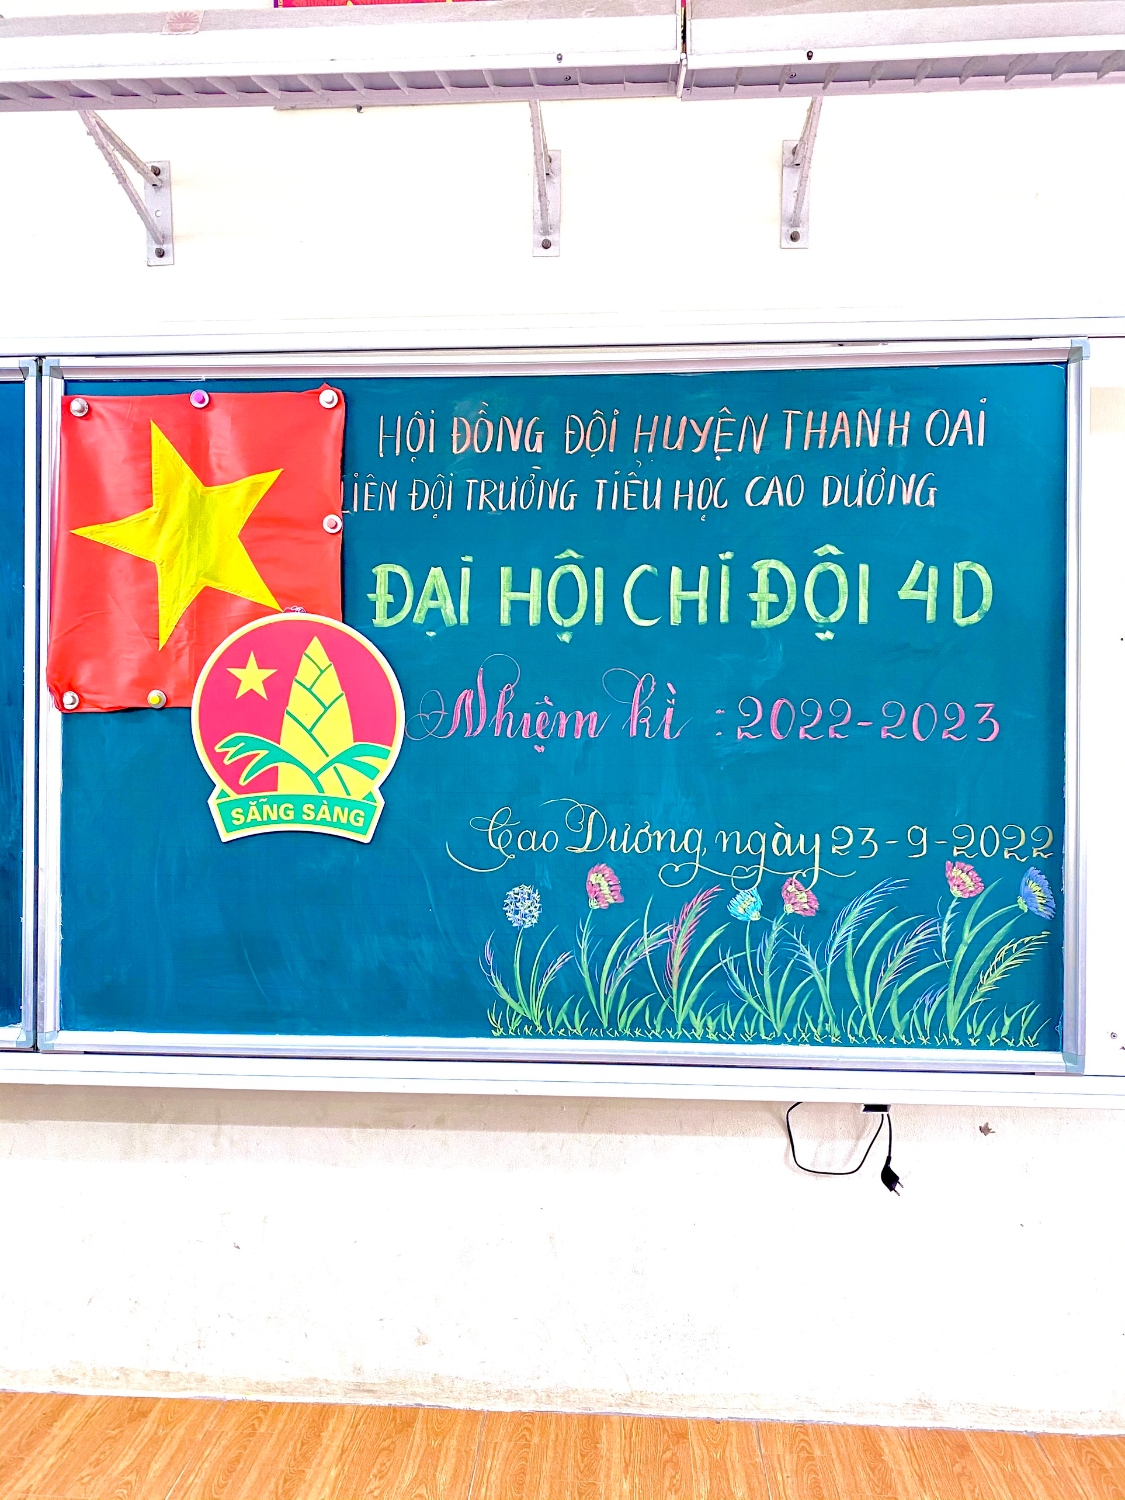 HỘI ĐỒNG ĐỘI HUYỆN THANH OAI
LIÊN ĐỘI TRƯỜNG TIỂU HỌC CAO DƯƠNG
ĐẠI HỘI CHI ĐỘI 4D
Nhiệm kì : 2022-2023
SẴNG SÀNG
Cao Dương, ngày 23-9-2022